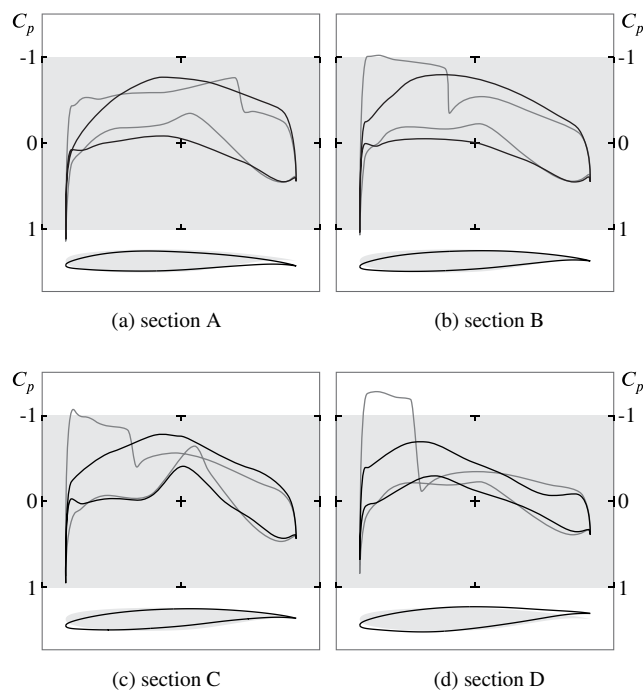 C_p C_p
-1 -1
0 0
1 1
(a) section A (b) section B
C_p C_p
-1 -1
0 0
1 1
(c) section C (d) section D